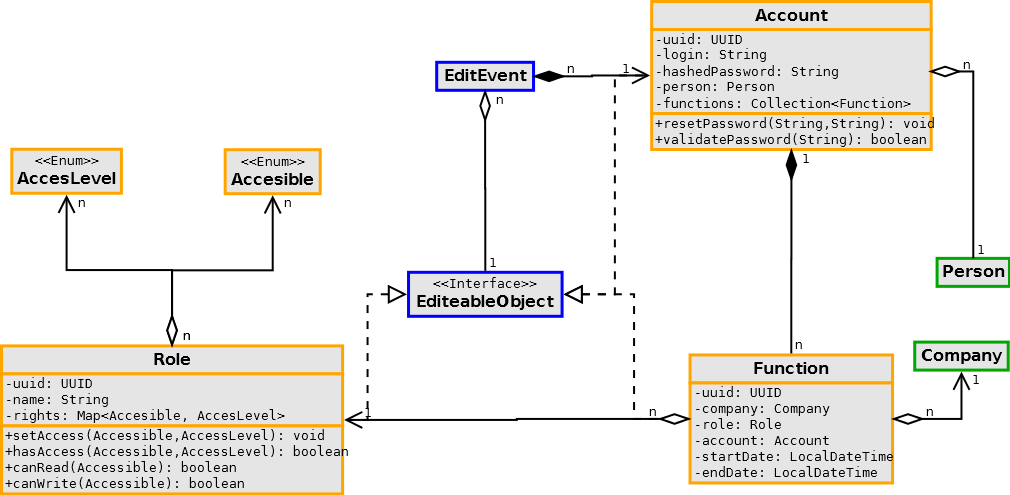 Account
-uuid: UUID
-login: String
-hashedPassword: String
-person: Person
-functions: Collection<Function>
+resetPassword(String,String): void
+validatePassword(String): boolean
EditEvent
n
1
n
n
1
<<Enum>>
AccesLevel
n
<<Enum>>
Accesible
n
1
1
Person
<<Interface>>
EditeableObject
n
n
Role
-uuid: UUID
-name: String
-rights: Map<Accesible, AccesLevel>
+setAccess(Accessible,AccessLevel): void
+hasAccess(Accessible,AccessLevel): boolean
+canRead(Accessible): boolean
+canWrite(Accessible): boolean
1
n
Function
-uuid: UUID
-company: Company
-role: Role
-account: Account
-startDate: LocalDateTime
-endDate: LocalDateTime
n
Company
1